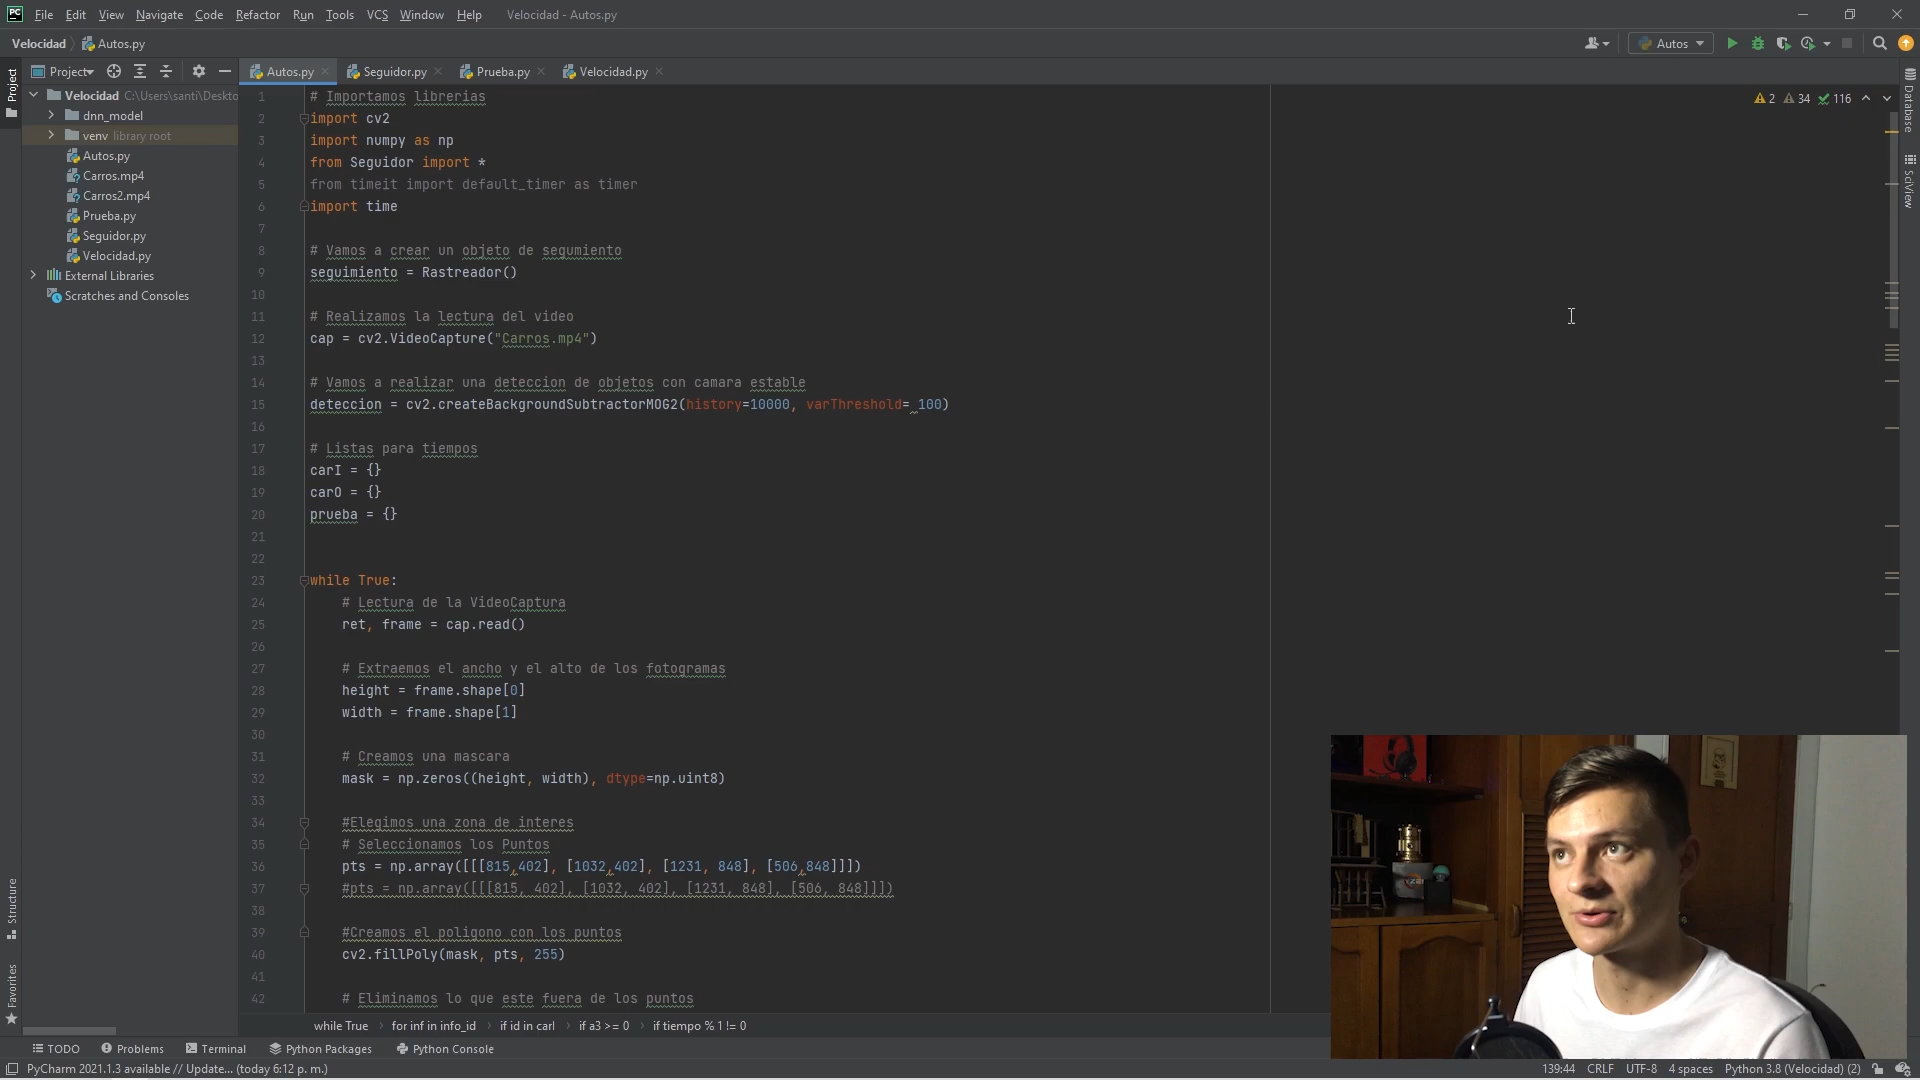 PC File Edit View Navigate Code Refactor Run Tools VCS Window Help Velocidad - Autos.py
Velocidad Autos.py Autos
Project Autos.py Seguidor.py Prueba.py Velocidad.py
Velocidad C:\Users\santi\Deskto
dnn_model
venv library root
Autos.py
Carros.mp4
Carros2.mp4
Prueba.py
Seguidor.py
Velocidad.py
External Libraries
Scratches and Consoles
Project
Structure
Favorites
2 34 116
Database
SciView
1 # Importamos librerias
2 import cv2
3 import numpy as np
4 from Seguidor import *
5 from timeit import default_timer as timer
6 import time
7
8 # Vamos a crear un objeto de segumiento
9 seguimiento = Rastreador()
10
11 # Realizamos la lectura del video
12 cap = cv2.VideoCapture("Carros.mp4")
13
14 # Vamos a realizar una deteccion de objetos con camara estable
15 deteccion = cv2.createBackgroundSubtractorMOG2(history=10000, varThreshold= 100)
16
17 # Listas para tiempos
18 carI = {}
19 carO = {}
20 prueba = {}
21
22
23 while True:
24 # Lectura de la VideoCaptura
25 ret, frame = cap.read()
26
27 # Extraemos el ancho y el alto de los fotogramas
28 height = frame.shape[0]
29 width = frame.shape[1]
30
31 # Creamos una mascara
32 mask = np.zeros((height, width), dtype=np.uint8)
33
34 #Elegimos una zona de interes
35 # Seleccionamos los Puntos
36 pts = np.array([[[815,402], [1032,402], [1231, 848], [506,848]]])
37 #pts = np.array([[[815, 402], [1032, 402], [1231, 848], [506, 848]]])
38
39 #Creamos el poligono con los puntos
40 cv2.fillPoly(mask, pts, 255)
41
42 # Eliminamos lo que este fuera de los puntos
while True for inf in info_id if id in carI if a3 >= 0 if tiempo % 1 != 0
TODO Problems Terminal Python Packages Python Console
PyCharm 2021.1.3 available // Update... (today 6:12 p. m.) 139:44 CRLF UTF-8 4 spaces Python 3.8 (Velocidad) (2)